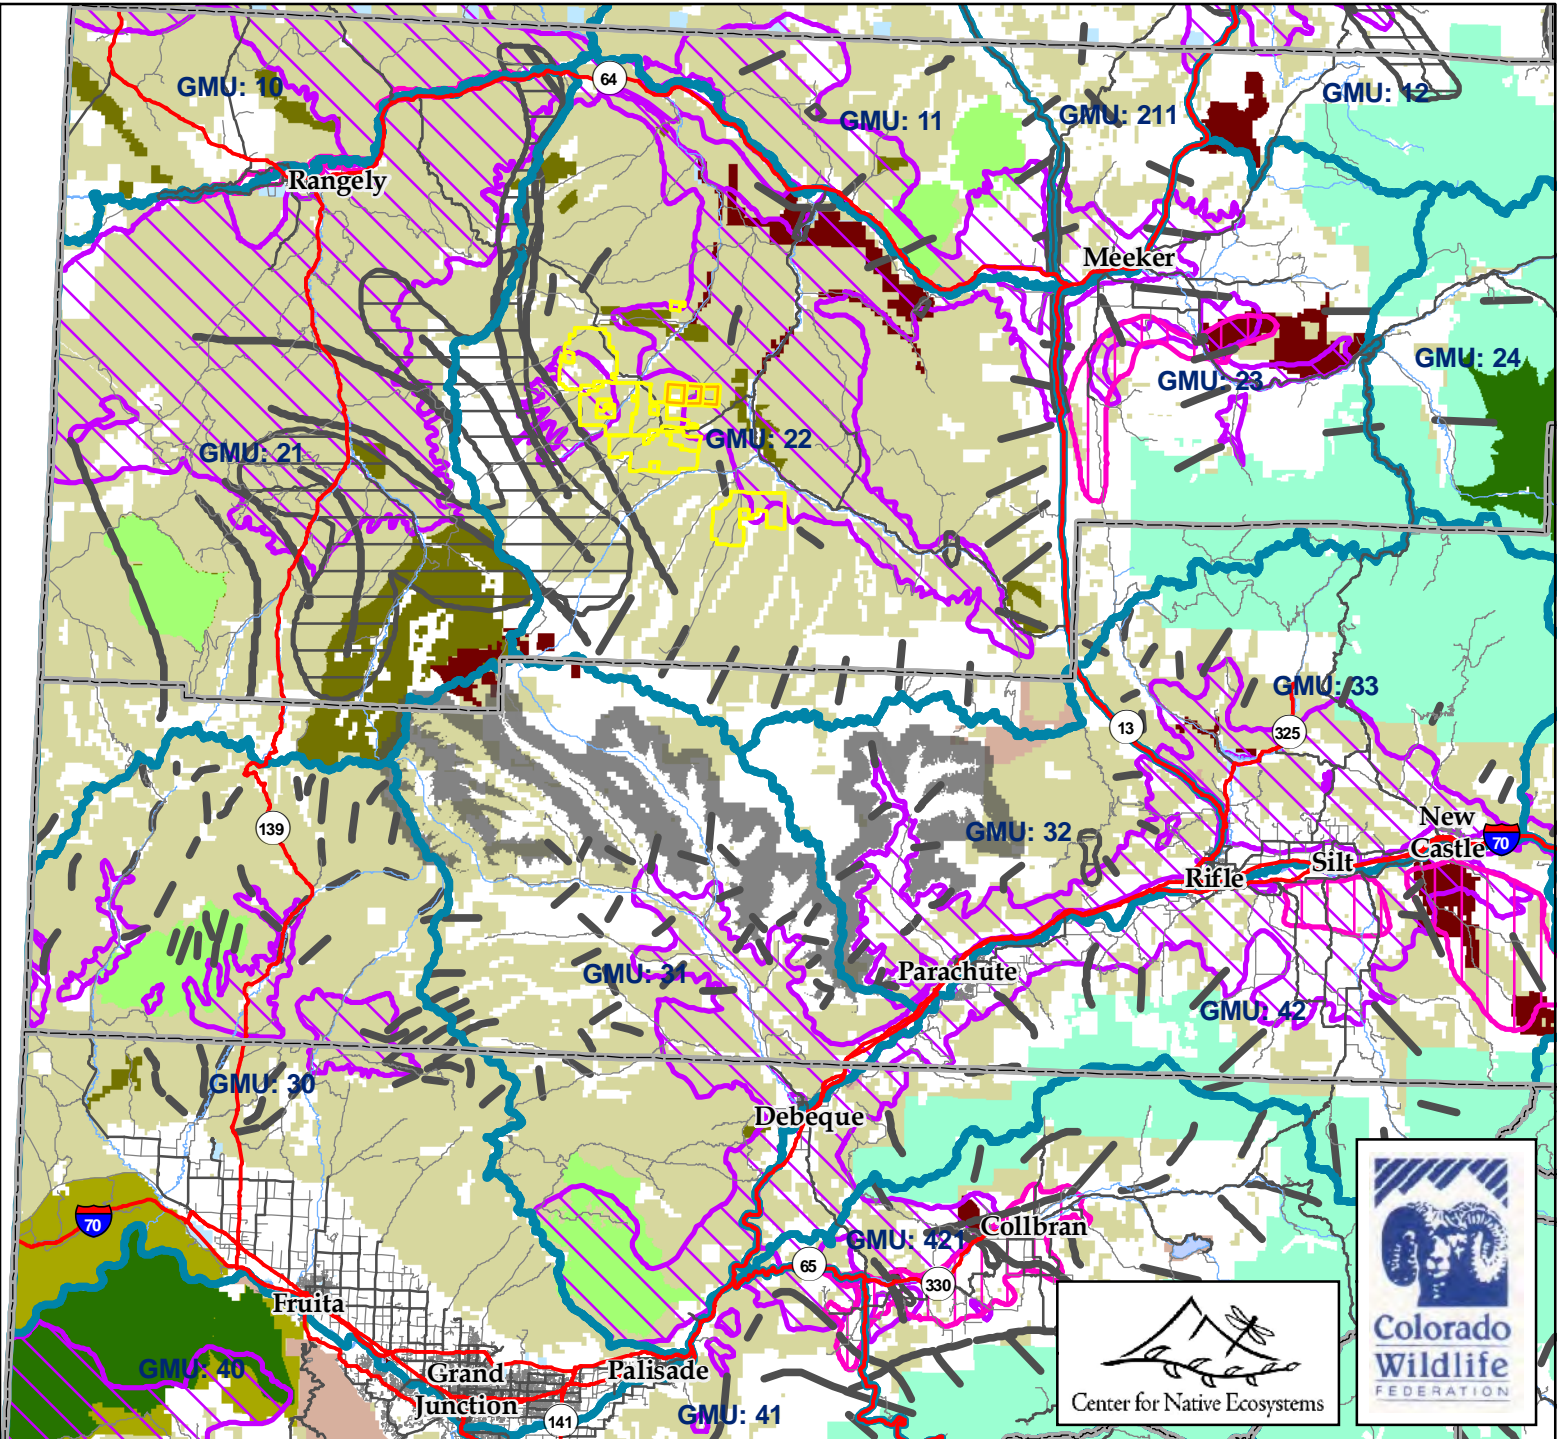 64
GMU: 10
GMU: 12
GMU: 11
GMU: 211
Rangely
Meeker
GMU: 24
GMU: 23
GMU: 22
GMU: 21
GMU: 33
13
325
139
New
Castle
70
GMU: 32
Silt
Rifle
Parachute
GMU: 31
GMU: 42
GMU: 30
Debeque
70
Collbran
GMU: 421
65
330
Fruita
GMU: 40
Grand
Junction
Palisade
141
GMU: 41
Center for Native Ecosystems
Colorado
Wildlife
FEDERATION